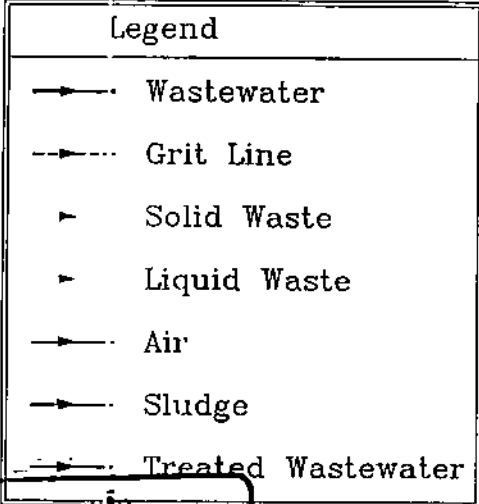 Legend
Wastewater
Grit Line
Solid Waste
Liquid Waste
Air
Sludge
Treated Wastewater